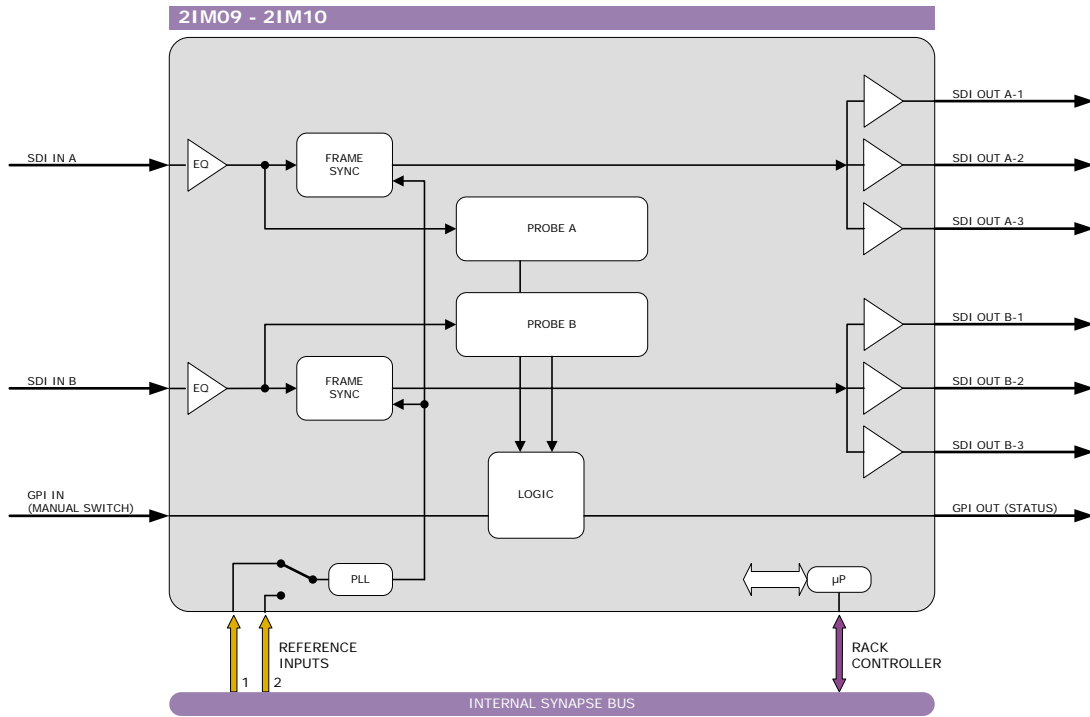 2IM09 - 2IM10
SDI OUT A-1
SDI IN A
EQ
FRAME
SYNC
SDI OUT A-2
PROBE A
SDI OUT A-3
PROBE B
SDI OUT B-1
SDI IN B
EQ
FRAME
SYNC
SDI OUT B-2
SDI OUT B-3
GPI IN
(MANUAL SWITCH)
LOGIC
GPI OUT (STATUS)
PLL
µP
REFERENCE
INPUTS
1
2
RACK
CONTROLLER
INTERNAL SYNAPSE BUS